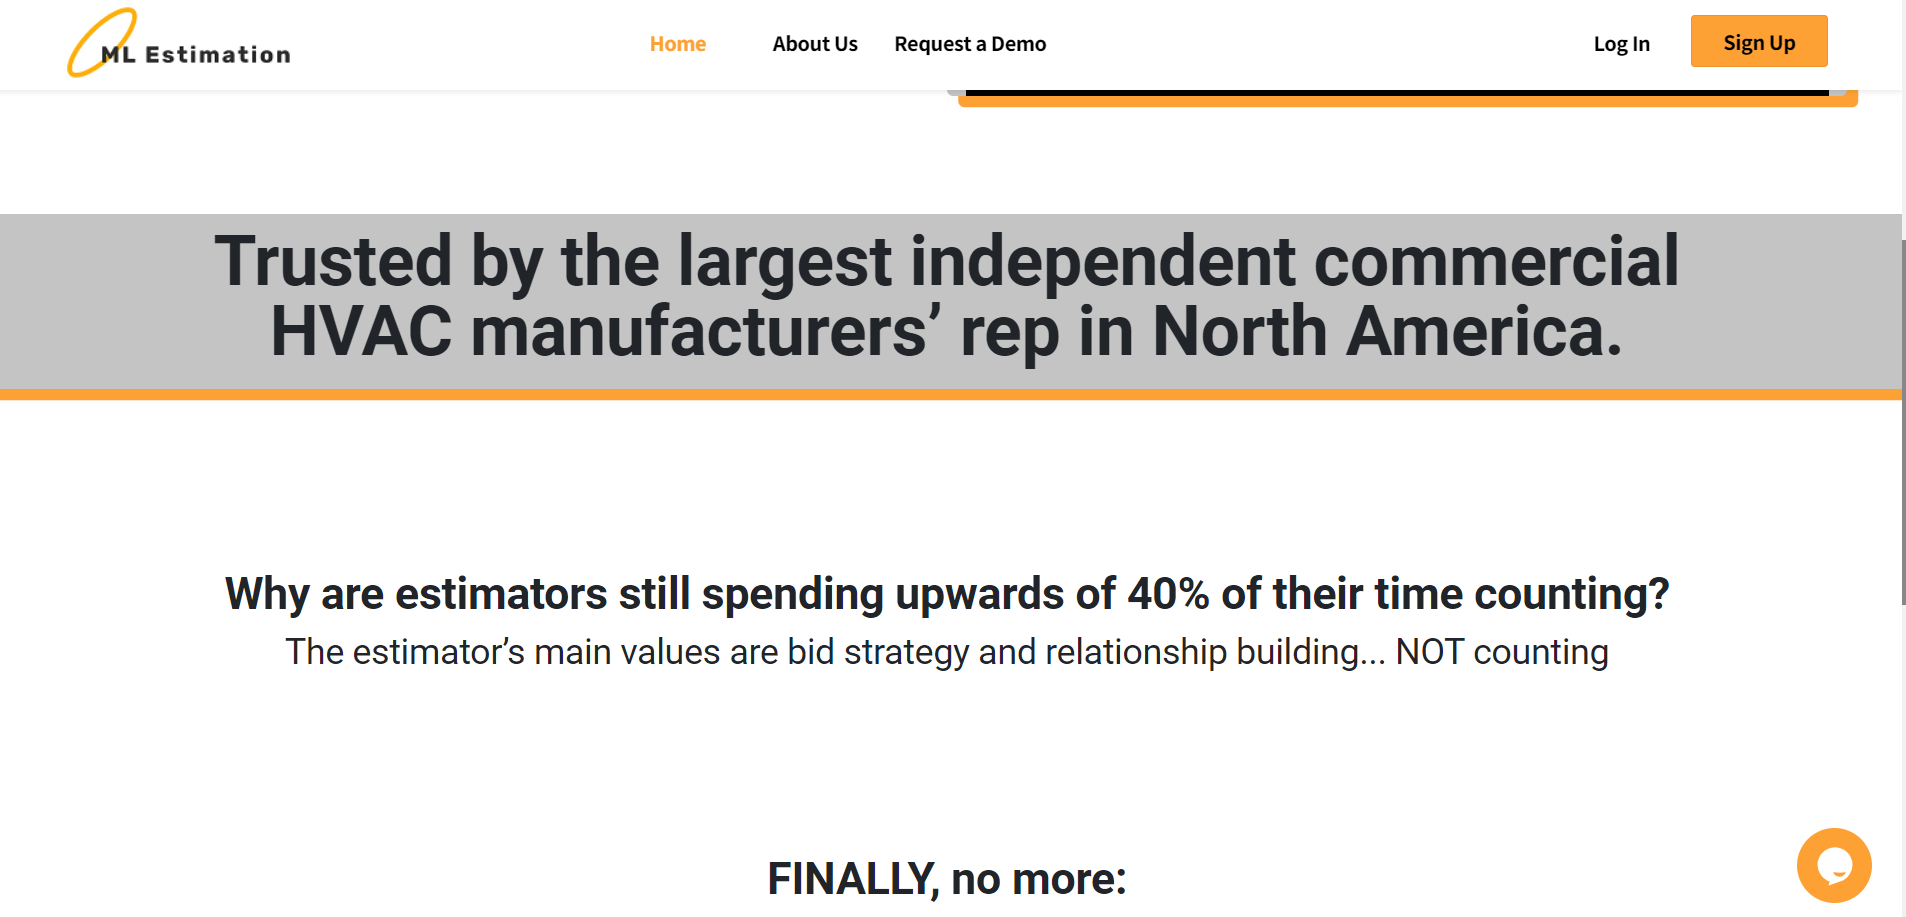 ML Estimation
Home
About Us
Request a Demo
Log In
Sign Up
Trusted by the largest independent commercial
HVAC manufacturers’ rep in North America.
Why are estimators still spending upwards of 40% of their time counting?
The estimator’s main values are bid strategy and relationship building... NOT counting
FINALLY, no more: